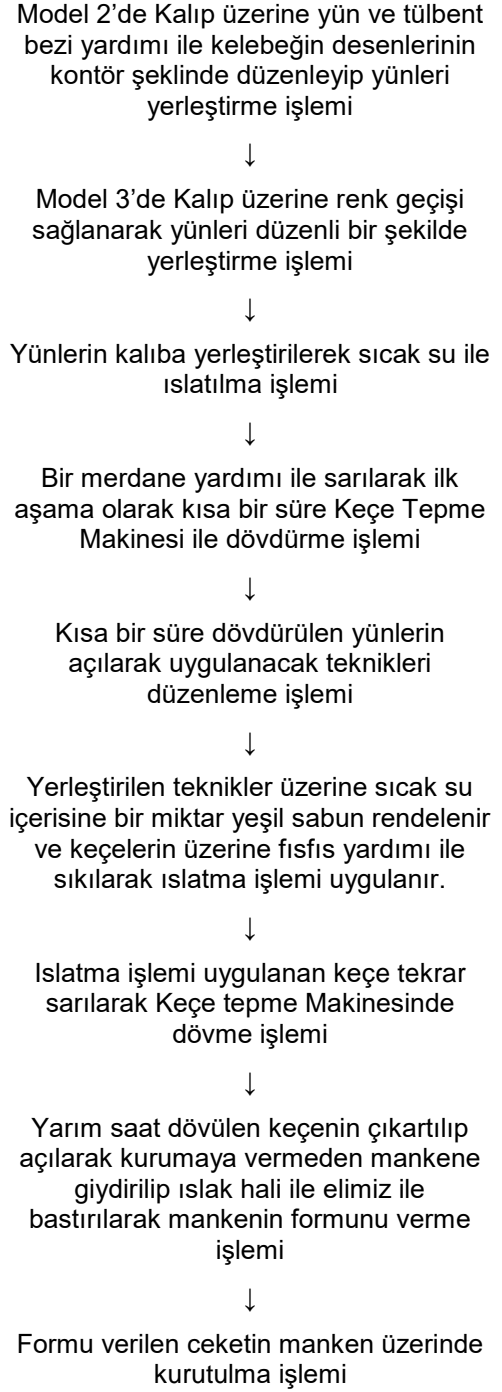 Model 2’de Kalıp üzerine yün ve tülbent
bezi yardımı ile kelebeğin desenlerinin
kontör şeklinde düzenleyip yünleri
yerleştirme işlemi
↓
Model 3’de Kalıp üzerine renk geçişi
sağlanarak yünleri düzenli bir şekilde
yerleştirme işlemi
↓
Yünlerin kalıba yerleştirilerek sıcak su ile
ıslatılma işlemi
↓
Bir merdane yardımı ile sarılarak ilk
aşama olarak kısa bir süre Keçe Tepme
Makinesi ile dövdürme işlemi
↓
Kısa bir süre dövdürülen yünlerin
açılarak uygulanacak teknikleri
düzenleme işlemi
↓
Yerleştirilen teknikler üzerine sıcak su
içerisine bir miktar yeşil sabun rendelenir
ve keçelerin üzerine fısfıs yardımı ile
sıkılarak ıslatma işlemi uygulanır.
↓
Islatma işlemi uygulanan keçe tekrar
sarılarak Keçe tepme Makinesinde
dövme işlemi
↓
Yarım saat dövülen keçenin çıkartılıp
açılarak kurumaya vermeden mankene
giydirilip ıslak hali ile elimiz ile
bastırılarak mankenin formunu verme
işlemi
↓
Formu verilen ceketin manken üzerinde
kurutulma işlemi